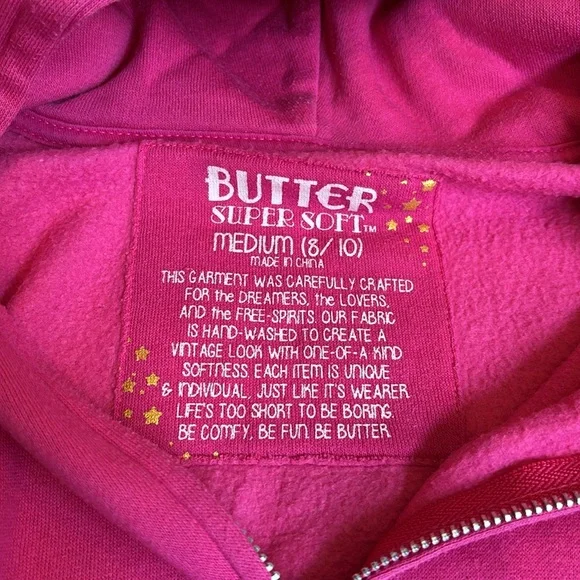 BUTTER
SUPER SOFT™
MEDIUM (8/10)
MADE IN CHINA
THIS GARMENT WAS CAREFULLY CRAFTED
FOR the DREAMERS, the LOVERS,
AND the FREE-SPIRITS. OUR FABRIC
IS HAND-WASHED TO CREATE A
VINTAGE LOOK WITH ONE-OF-A KIND
SOFTNESS. EACH ITEM IS UNIQUE
& INDIVIDUAL, JUST LIKE IT'S WEARER.
LIFE'S TOO SHORT TO BE BORING.
BE COMFY, BE FUN. BE BUTTER.